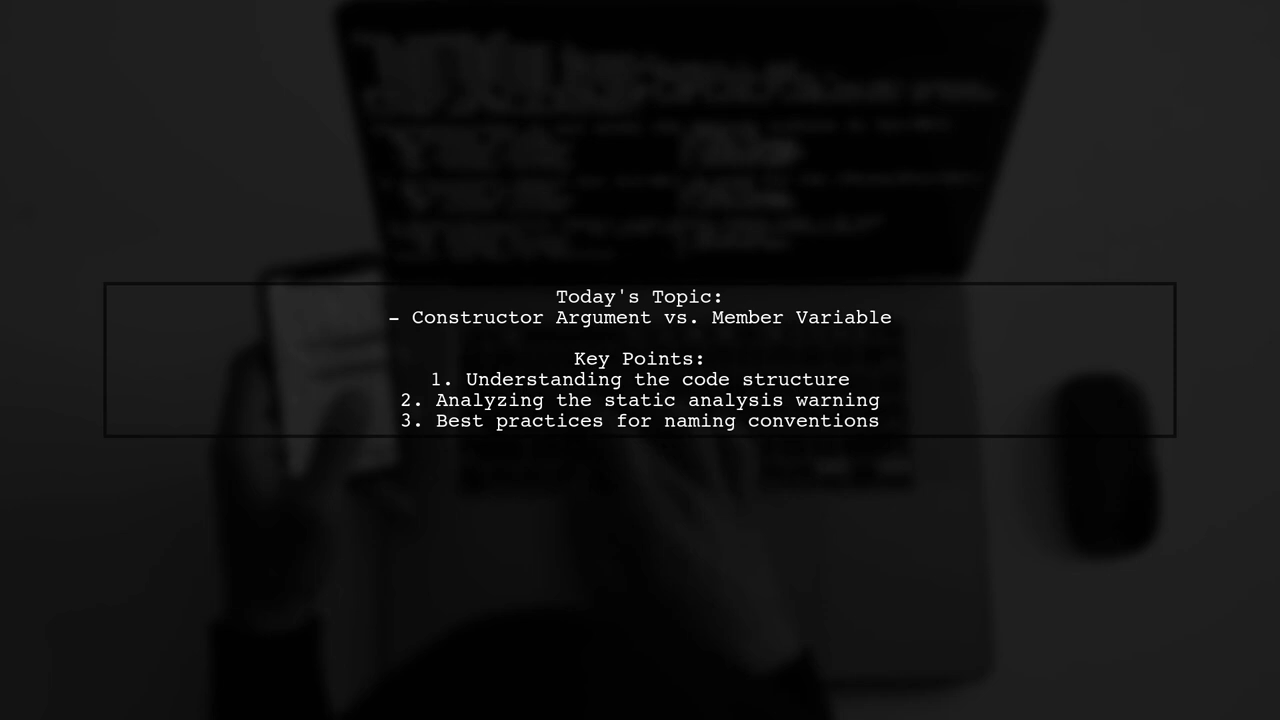 Today's Topic:
- Constructor Argument vs. Member Variable
Key Points:
1. Understanding the code structure
2. Analyzing the static analysis warning
3. Best practices for naming conventions